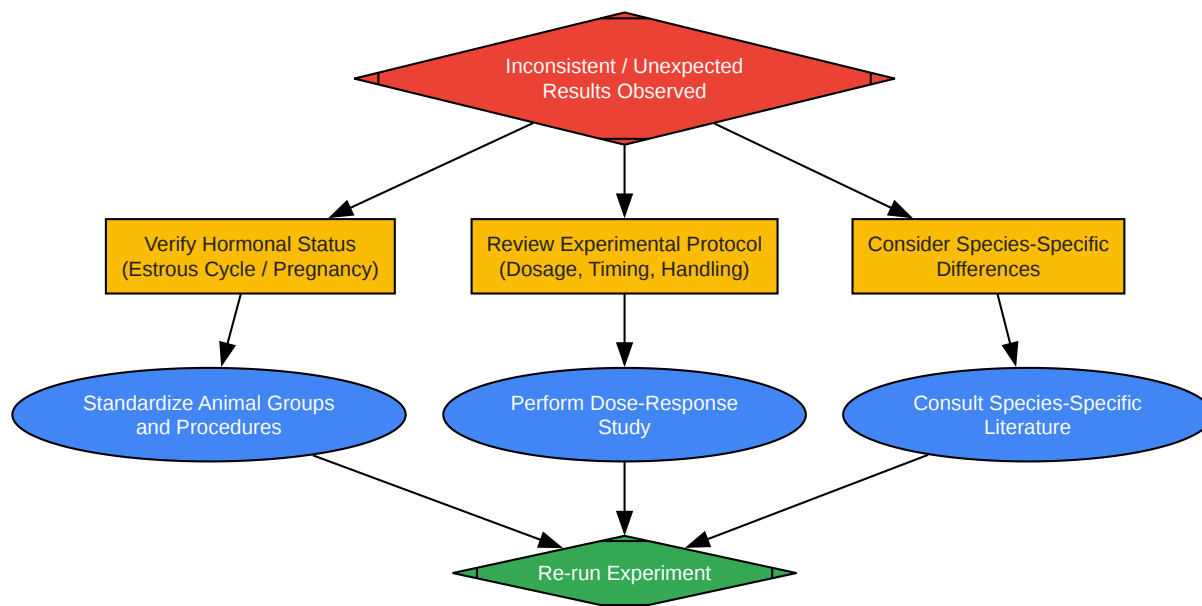 Inconsistent / Unexpected
Results Observed
Verify Hormonal Status
(Estrous Cycle / Pregnancy)
Review Experimental Protocol
(Dosage, Timing, Handling)
Consider Species-Specific
Differences
Standardize Animal Groups
and Procedures
Perform Dose-Response
Study
Consult Species-Specific
Literature
Re-run Experiment